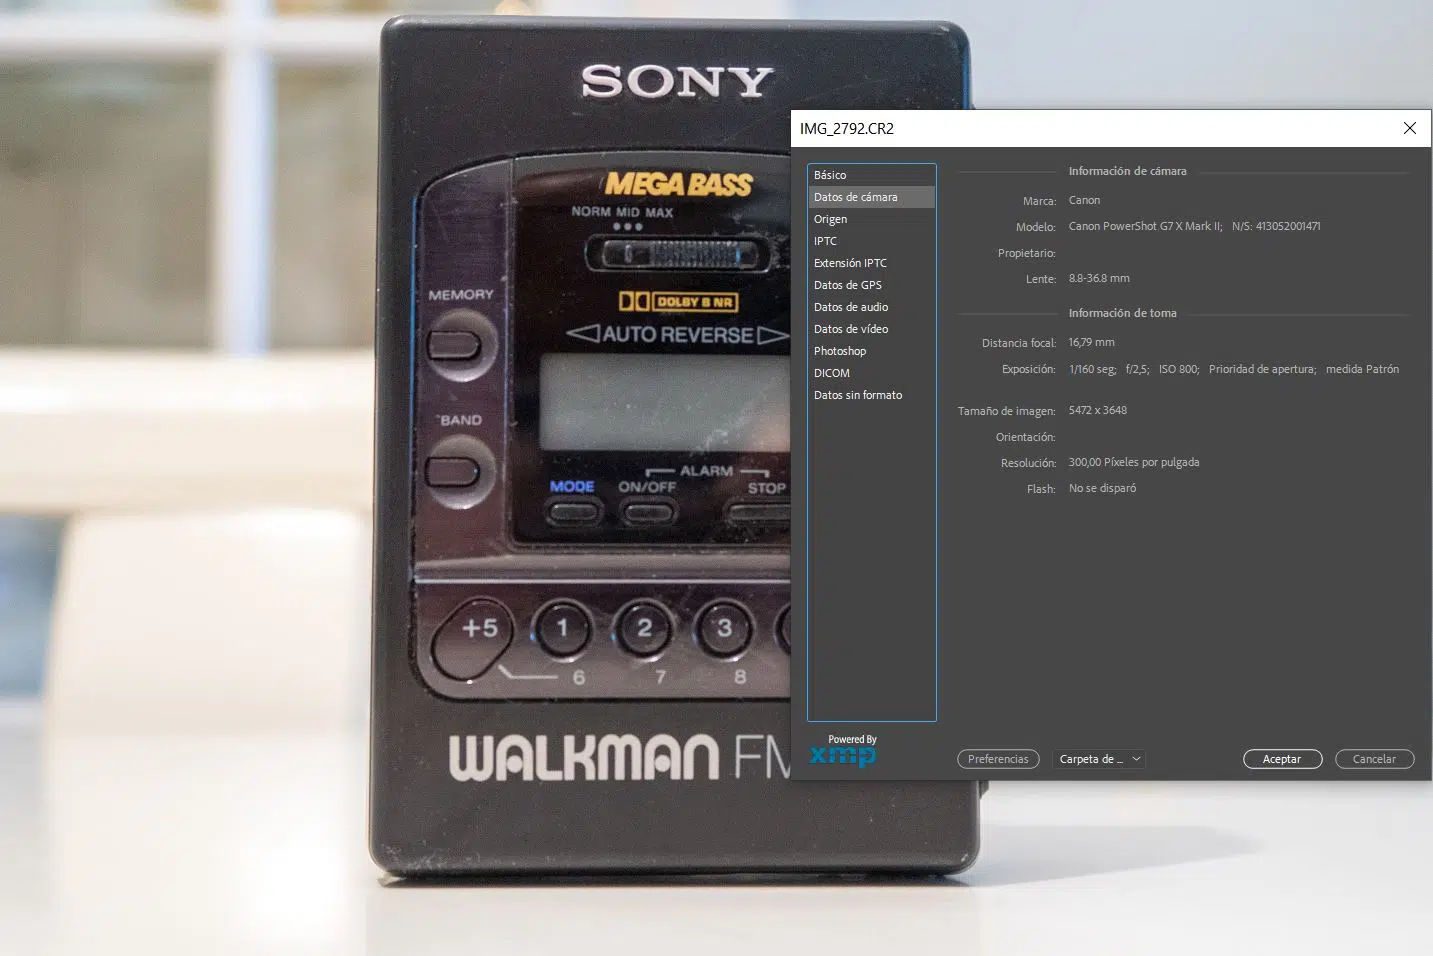 SONY
MEGA BASS
NORM MID MAX
DOLBY B NR
AUTO REVERSE
MEMORY
BAND
ALARM
MODE ON/OFF STOP
+5 1 2 3
6 7 8
WALKMAN FM
IMG_2792.CR2
Básico
Datos de cámara
Origen
IPTC
Extensión IPTC
Datos de GPS
Datos de audio
Datos de vídeo
Photoshop
DICOM
Datos sin formato
Powered By
xmp
Información de cámara
Marca: Canon
Modelo: Canon PowerShot G7 X Mark II; N/S: 413052001471
Propietario:
Lente: 8.8-36.8 mm
Información de toma
Distancia focal: 16,79 mm
Exposición: 1/160 seg; f/2,5; ISO 800; Prioridad de apertura; medida Patrón
Tamaño de imagen: 5472 x 3648
Orientación:
Resolución: 300,00 Píxeles por pulgada
Flash: No se disparó
Preferencias Carpeta de ... Aceptar Cancelar